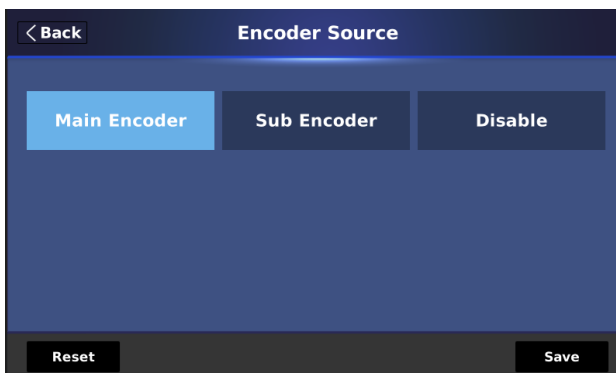 Back
Encoder Source
Main Encoder
Sub Encoder
Disable
Reset
Save